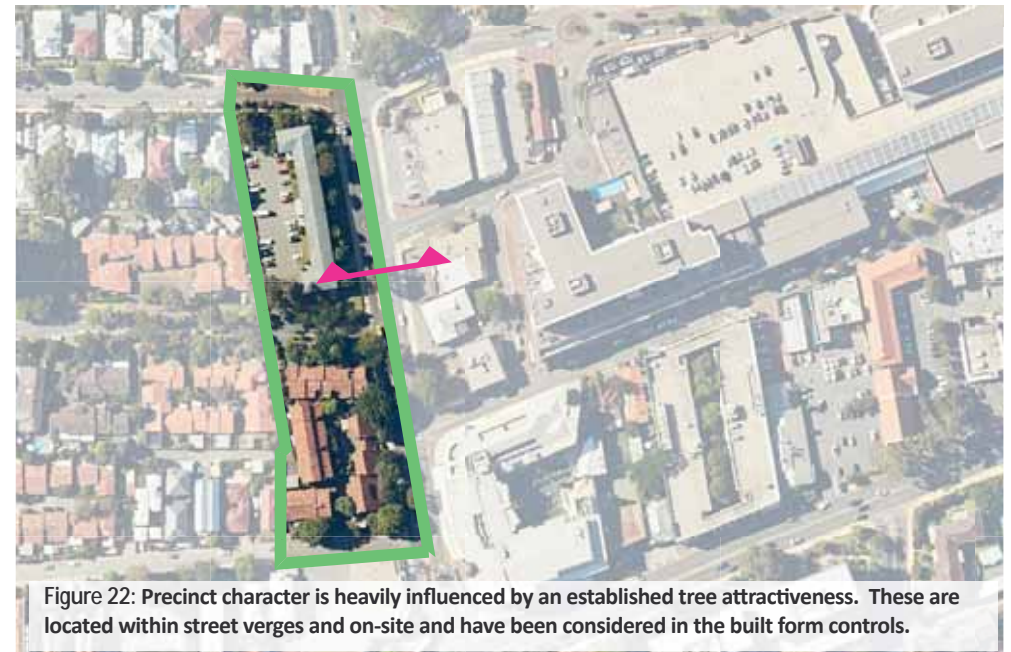 Figure 22: Precinct character is heavily influenced by an established tree attractiveness. These are
located within street verges and on-site and have been considered in the built form controls.